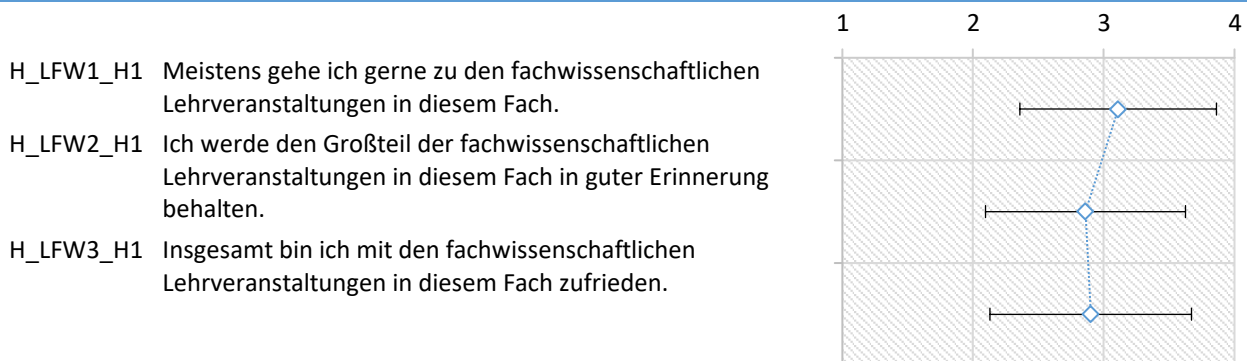 1 2 3 4
H_LFW1_H1 Meistens gehe ich gerne zu den fachwissenschaftlichen
Lehrveranstaltungen in diesem Fach.
H_LFW2_H1 Ich werde den Großteil der fachwissenschaftlichen
Lehrveranstaltungen in diesem Fach in guter Erinnerung
behalten.
H_LFW3_H1 Insgesamt bin ich mit den fachwissenschaftlichen
Lehrveranstaltungen in diesem Fach zufrieden.